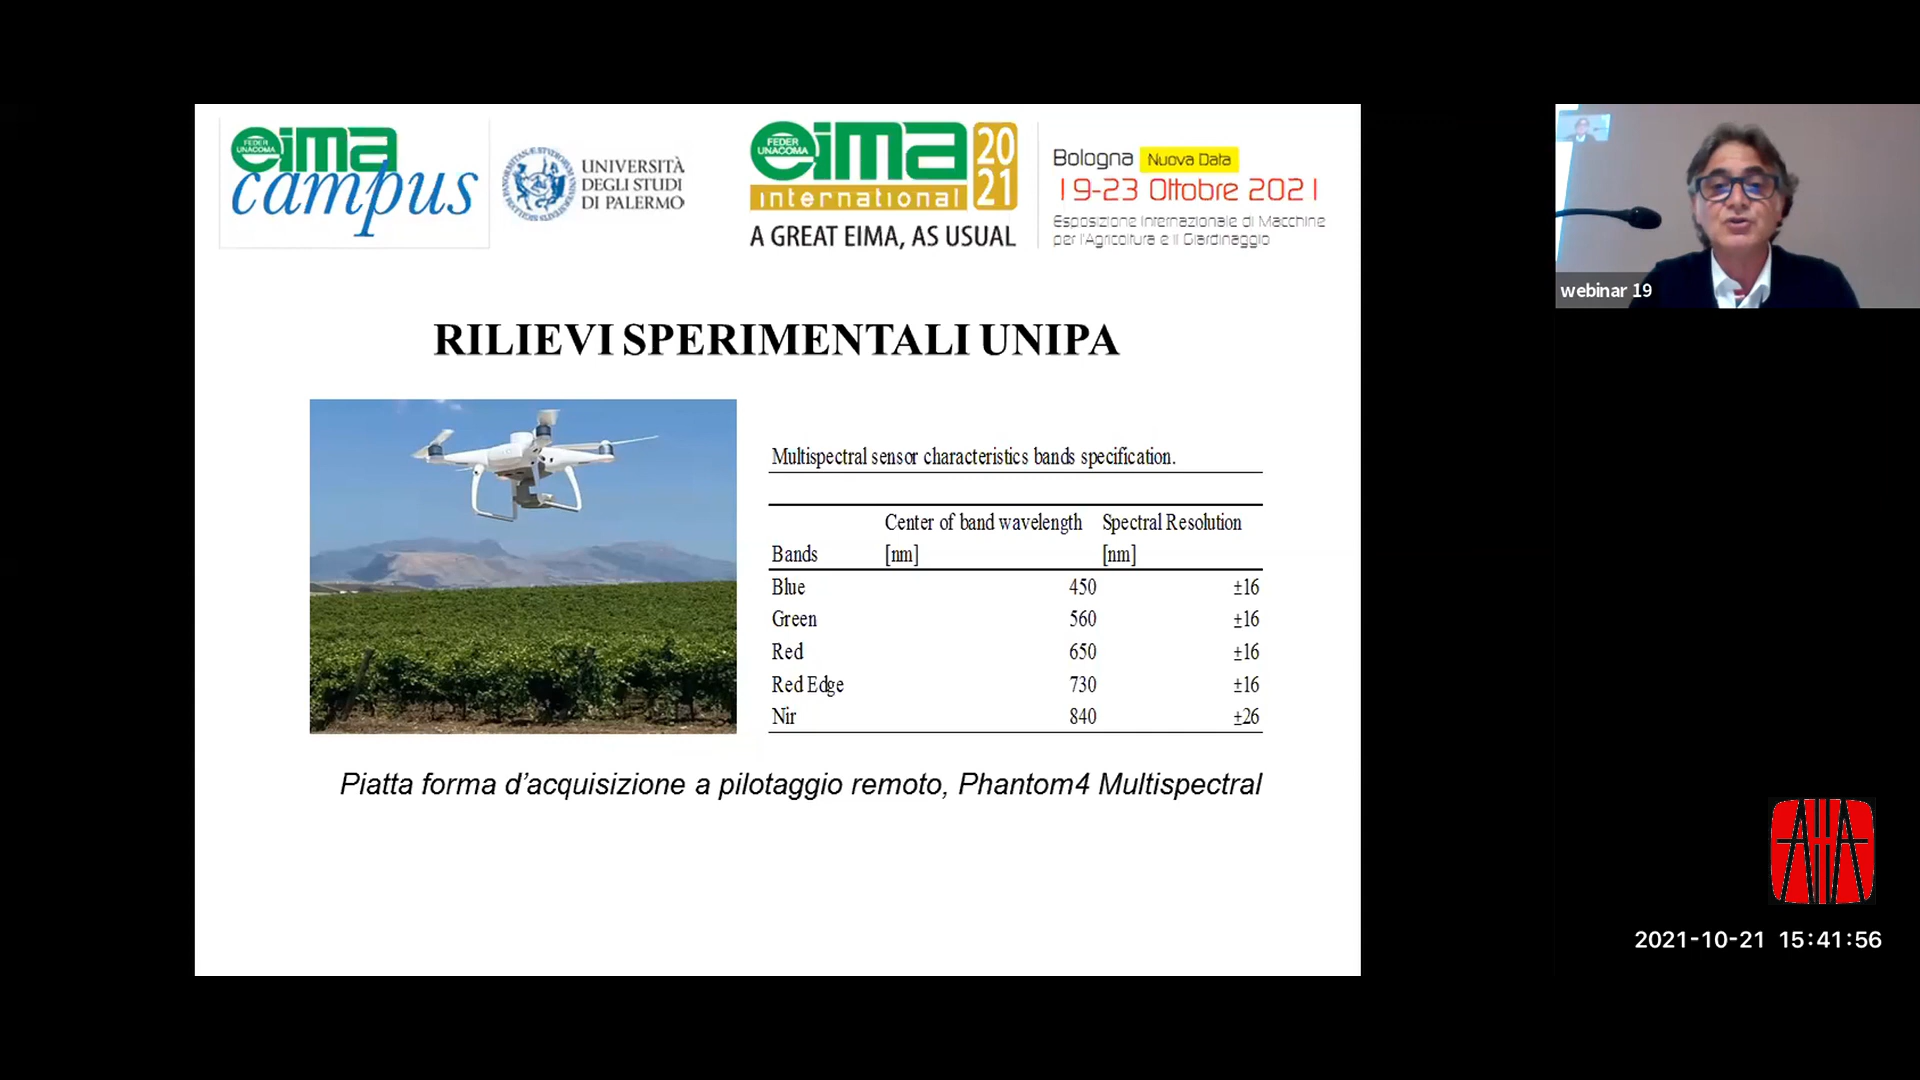 FEDER UNACOMA
eima
campus
UNIVERSITÀ
DEGLI STUDI
DI PALERMO
FEDER UNACOMA
eima 2021
international
A GREAT EIMA, AS USUAL
Bologna Nuova Data
19-23 Ottobre 2021
Esposizione Internazionale di Macchine
per l'Agricoltura e il Giardinaggio
webinar 19
RILIEVI SPERIMENTALI UNIPA
Multispectral sensor characteristics bands specification.
Bands Center of band wavelength [nm] Spectral Resolution [nm]
Blue 450 ±16
Green 560 ±16
Red 650 ±16
Red Edge 730 ±16
Nir 840 ±26
Piatta forma d'acquisizione a pilotaggio remoto, Phantom4 Multispectral
2021-10-21 15:41:56